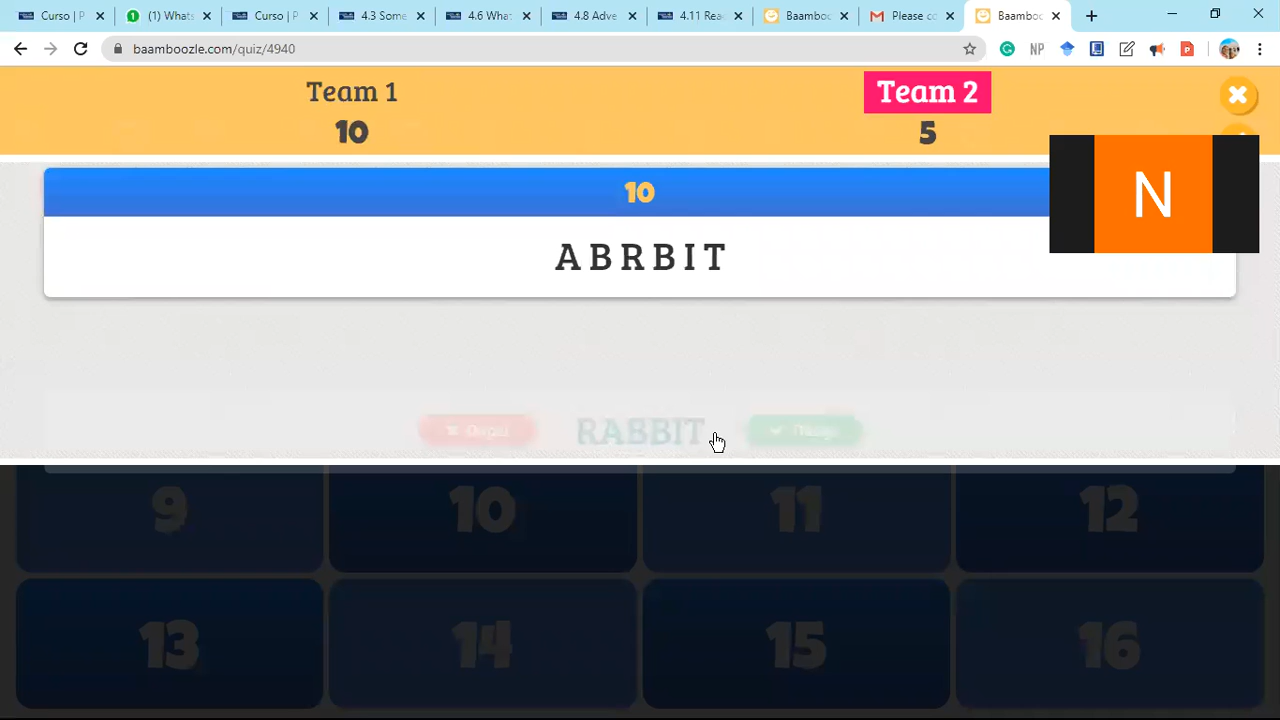 Curso | P
(1) Whats
Curso | P
4.3 Some
4.6 What
4.8 Adve
4.11 Rea
Baamboo
Please co
Baamboo
baamboozle.com/quiz/4940
NP
Team 1
Team 2
10
5
N
10
A B R B I T
RABBIT
9
10
11
12
13
14
15
16